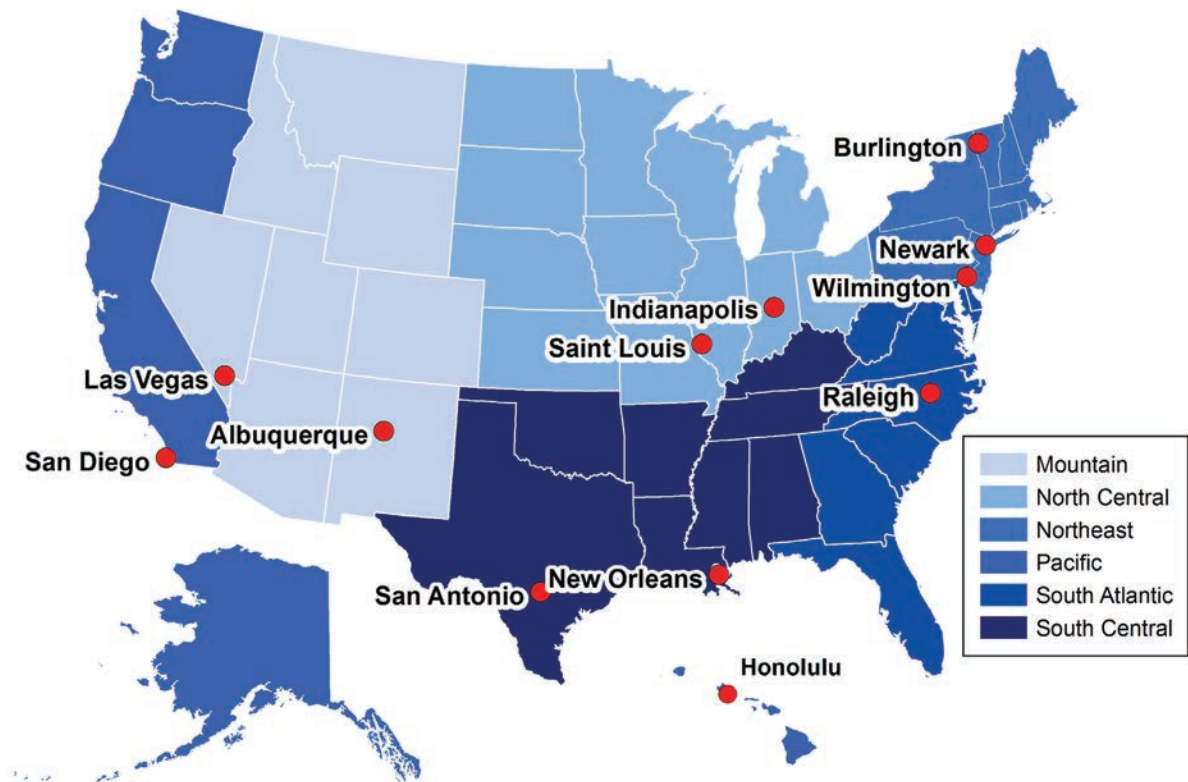 Burlington
Newark
Wilmington
Indianapolis
Saint Louis
Las Vegas
Raleigh
Albuquerque
San Diego
Mountain
North Central
Northeast
Pacific
South Atlantic
South Central
New Orleans
San Antonio
Honolulu